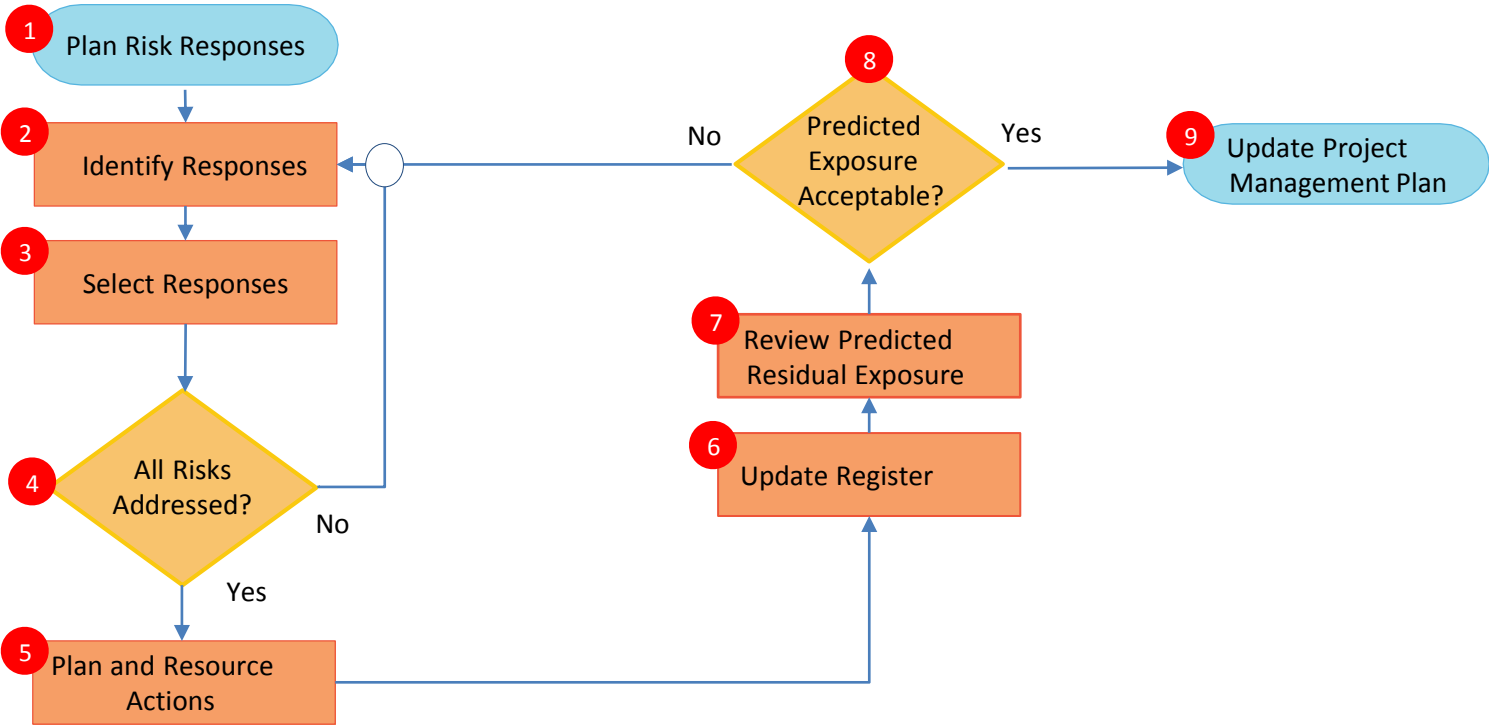 1
Plan Risk Responses
2
Identify Responses
3
Select Responses
4
All Risks
Addressed?
No
Yes
5
Plan and Resource
Actions
6
Update Register
7
Review Predicted
Residual Exposure
8
Predicted
Exposure
Acceptable?
No
Yes
9
Update Project
Management Plan